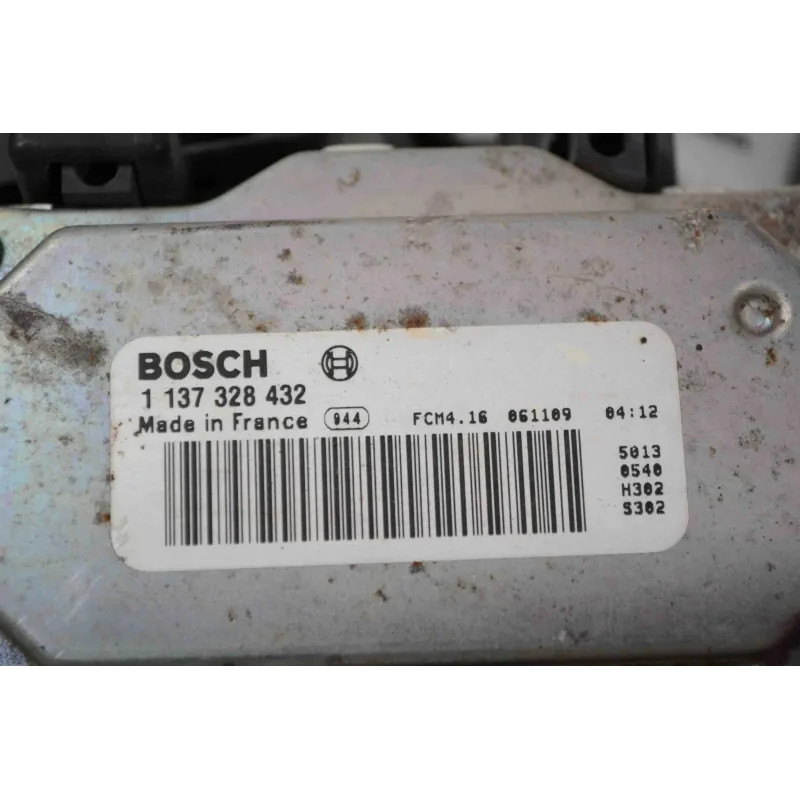 BOSCH
1 137 328 432
Made in France 944 FCM4.16 061109 04:12
5013
0540
H302
S302